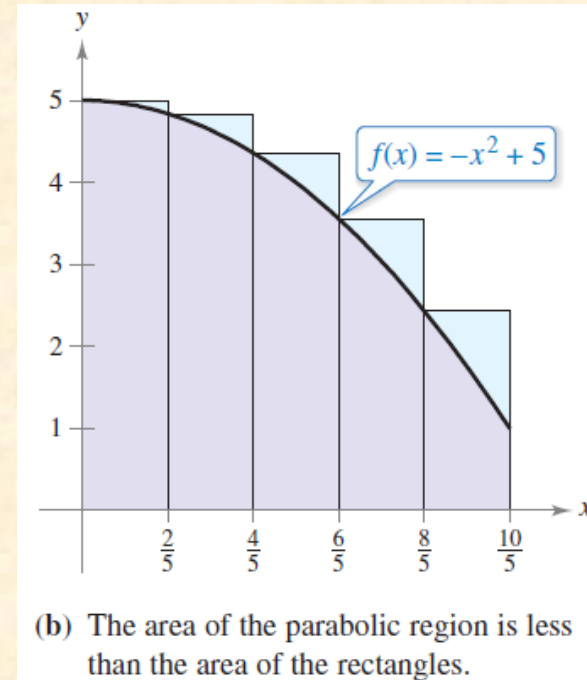 y
5
4
3
2
1
f(x) = −x² + 5
x
2/5 4/5 6/5 8/5 10/5
(b) The area of the parabolic region is less
than the area of the rectangles.